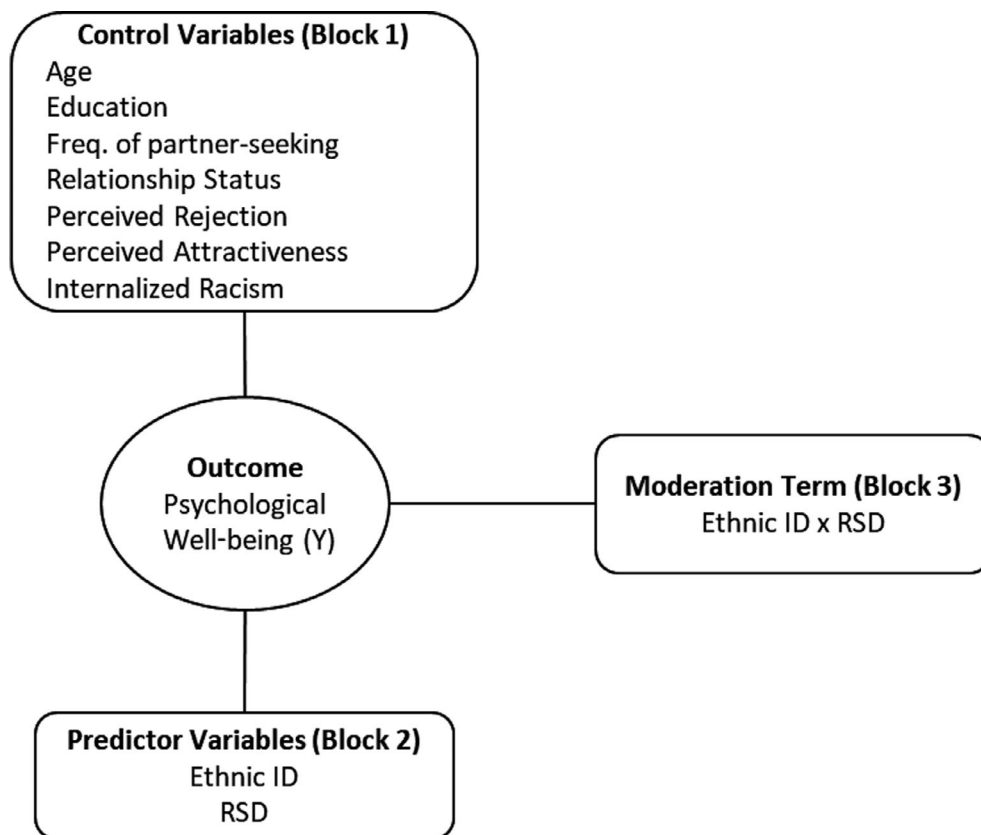 Control Variables (Block 1)
Age
Education
Freq. of partner-seeking
Relationship Status
Perceived Rejection
Perceived Attractiveness
Internalized Racism
Outcome
Psychological
Well-being (Y)
Moderation Term (Block 3)
Ethnic ID x RSD
Predictor Variables (Block 2)
Ethnic ID
RSD